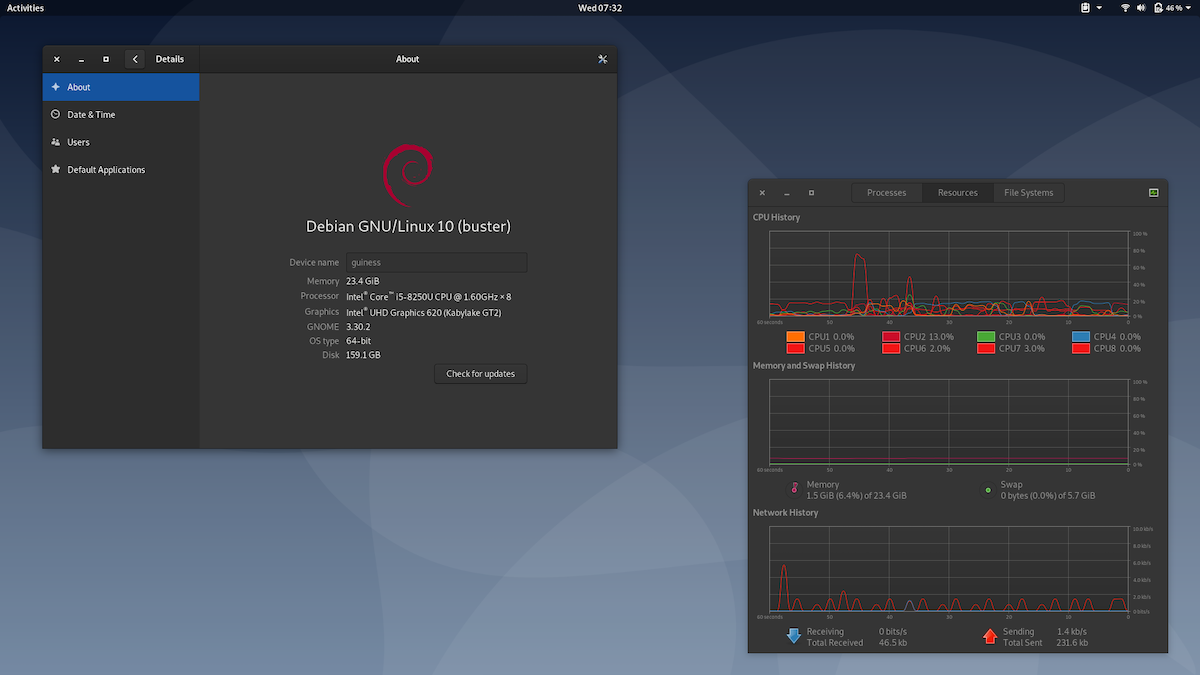 Activities
Wed 07:32
46 %
Details
About
About
Date & Time
Users
Default Applications
Debian GNU/Linux 10 (buster)
Device name guiness
Memory 23.4 GiB
Processor Intel® Core™ i5-8250U CPU @ 1.60GHz × 8
Graphics Intel® UHD Graphics 620 (Kabylake GT2)
GNOME 3.30.2
OS type 64-bit
Disk 159.1 GB
Check for updates
Processes Resources File Systems
CPU History
100 %
80 %
60 %
40 %
20 %
0 %
60 seconds 50 40 30 20 10 0
CPU1 0.0% CPU2 13.0% CPU3 0.0% CPU4 0.0%
CPU5 0.0% CPU6 2.0% CPU7 3.0% CPU8 0.0%
Memory and Swap History
100 %
80 %
60 %
40 %
20 %
0 %
60 seconds 50 40 30 20 10 0
Memory
1.5 GiB (6.4%) of 23.4 GiB
Swap
0 bytes (0.0%) of 5.7 GiB
Network History
10.0 kb/s
8.0 kb/s
6.0 kb/s
4.0 kb/s
2.0 kb/s
0 bits/s
60 seconds 50 40 30 20 10 0
Receiving 0 bits/s
Total Received 46.5 kb
Sending 1.4 kb/s
Total Sent 231.6 kb